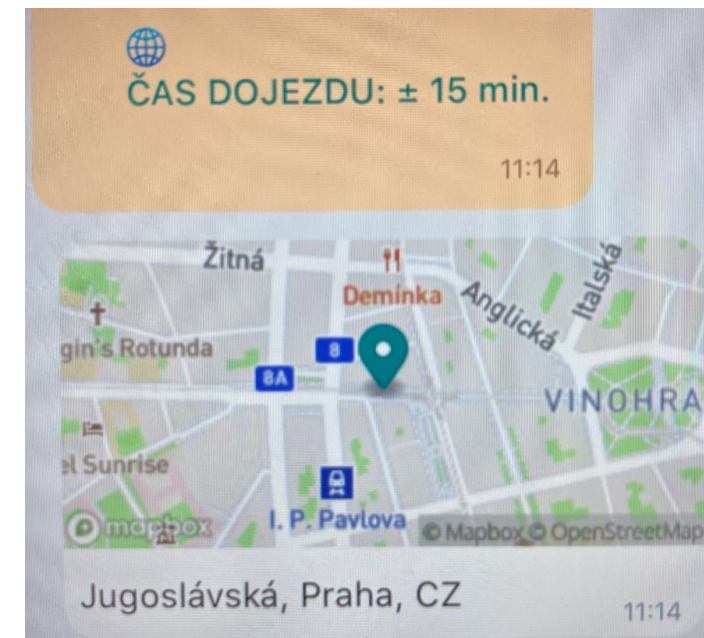 ČAS DOJEZDU: ± 15 min.
11:14
Žitná
Demínka
Anglická
Italská
gin's Rotunda
8
8A
VINOHRA
el Sunrise
I. P. Pavlova
mapbox
© Mapbox © OpenStreetMap
Jugoslávská, Praha, CZ
11:14